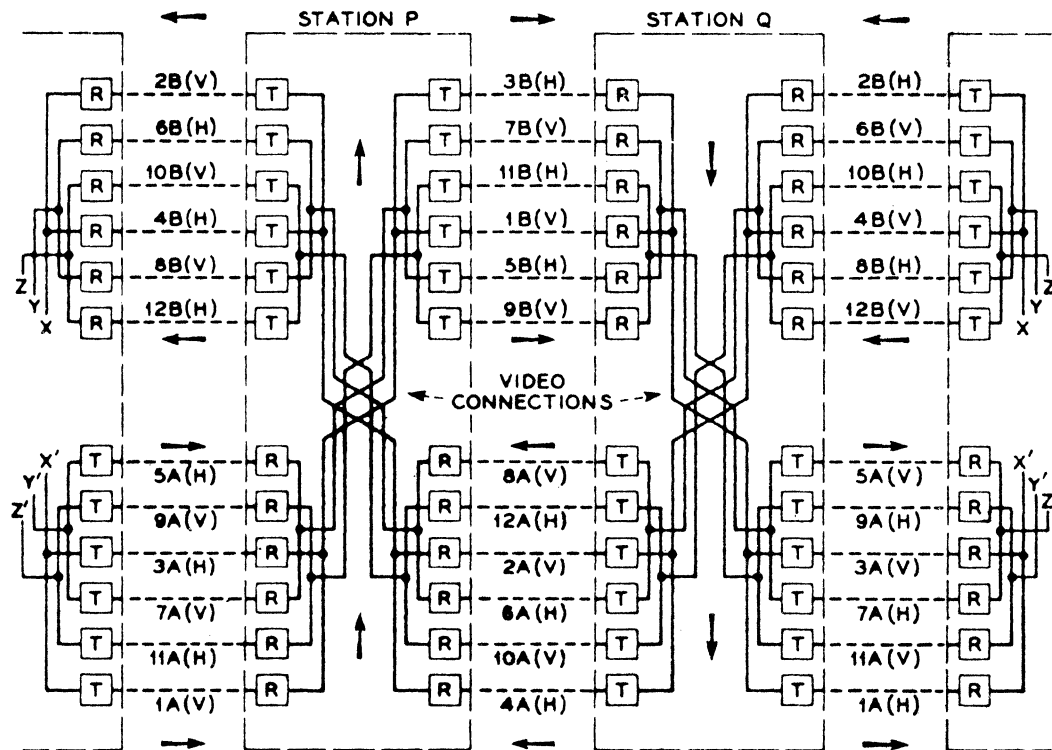 STATION P STATION Q
2B(V) 3B(H) 2B(H)
R T T R R T
6B(H) 7B(V) 6B(V)
R T T R R T
10B(V) 11B(H) 10B(H)
R T T R R T
4B(H) 1B(V) 4B(V)
R T T R R T
8B(V) 5B(H) 8B(H)
R T T R R T
Z Z
Y Y
12B(H) 9B(V) 12B(V)
R T T R R T
X X
VIDEO
CONNECTIONS
X' X'
T R R T T R
Y' Y'
5A(H) 8A(V) 5A(V)
Z' Z
T R R T T R
9A(V) 12A(H) 9A(H)
T R R T T R
3A(H) 2A(V) 3A(V)
T R R T T R
7A(V) 6A(H) 7A(H)
T R R T T R
11A(H) 10A(V) 11A(V)
T R R T T R
1A(V) 4A(H) 1A(H)